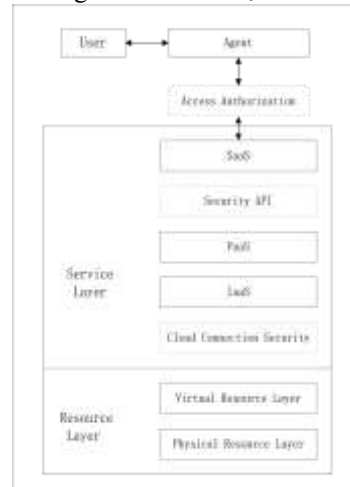 User
Agent
Access Authorization
SaaS
Security API
PaaS
Service
Layer
IaaS
Cloud Connection Security
Virtual Resource Layer
Resource
Layer
Physical Resource Layer